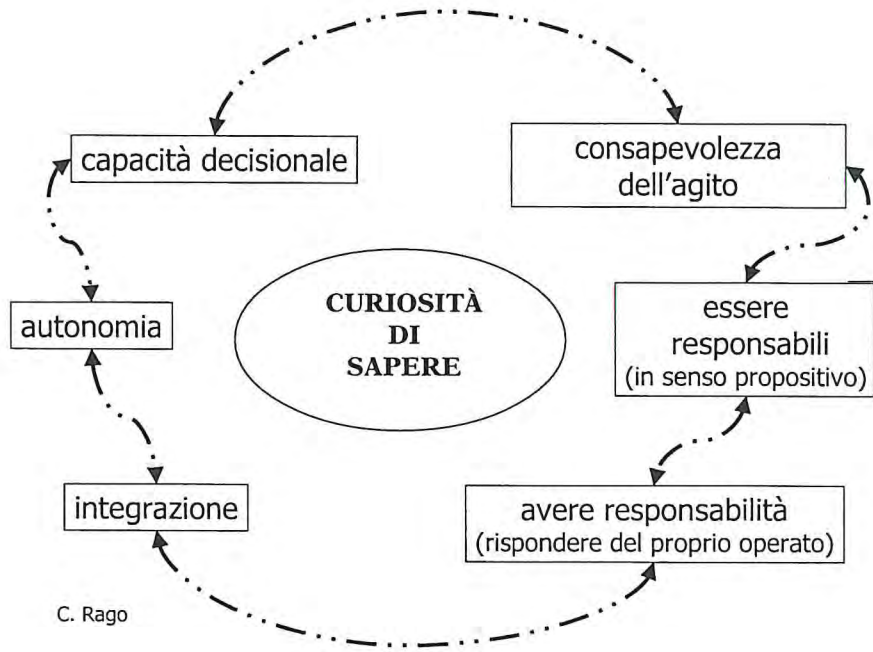 capacità decisionale
consapevolezza
dell'agito
CURIOSITÀ
DI
SAPERE
autonomia
essere
responsabili
(in senso propositivo)
integrazione
avere responsabilità
(rispondere del proprio operato)
C. Rago